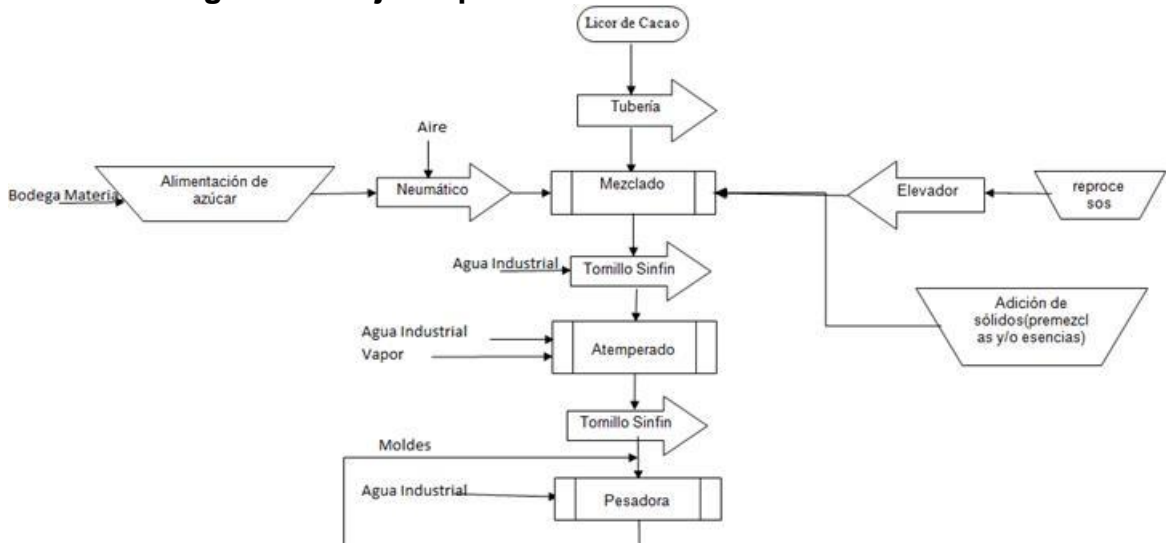 Licor de Cacao
Tubería
Aire
Bodega Materia
Alimentación de
azúcar
Neumático
Mezclado
Elevador
reproce
sos
Agua Industrial
Tornillo Sinfin
Adición de
sólidos(premezcl
as y/o esencias)
Agua Industrial
Vapor
Atemperado
Tornillo Sinfin
Moldes
Agua Industrial
Pesadora